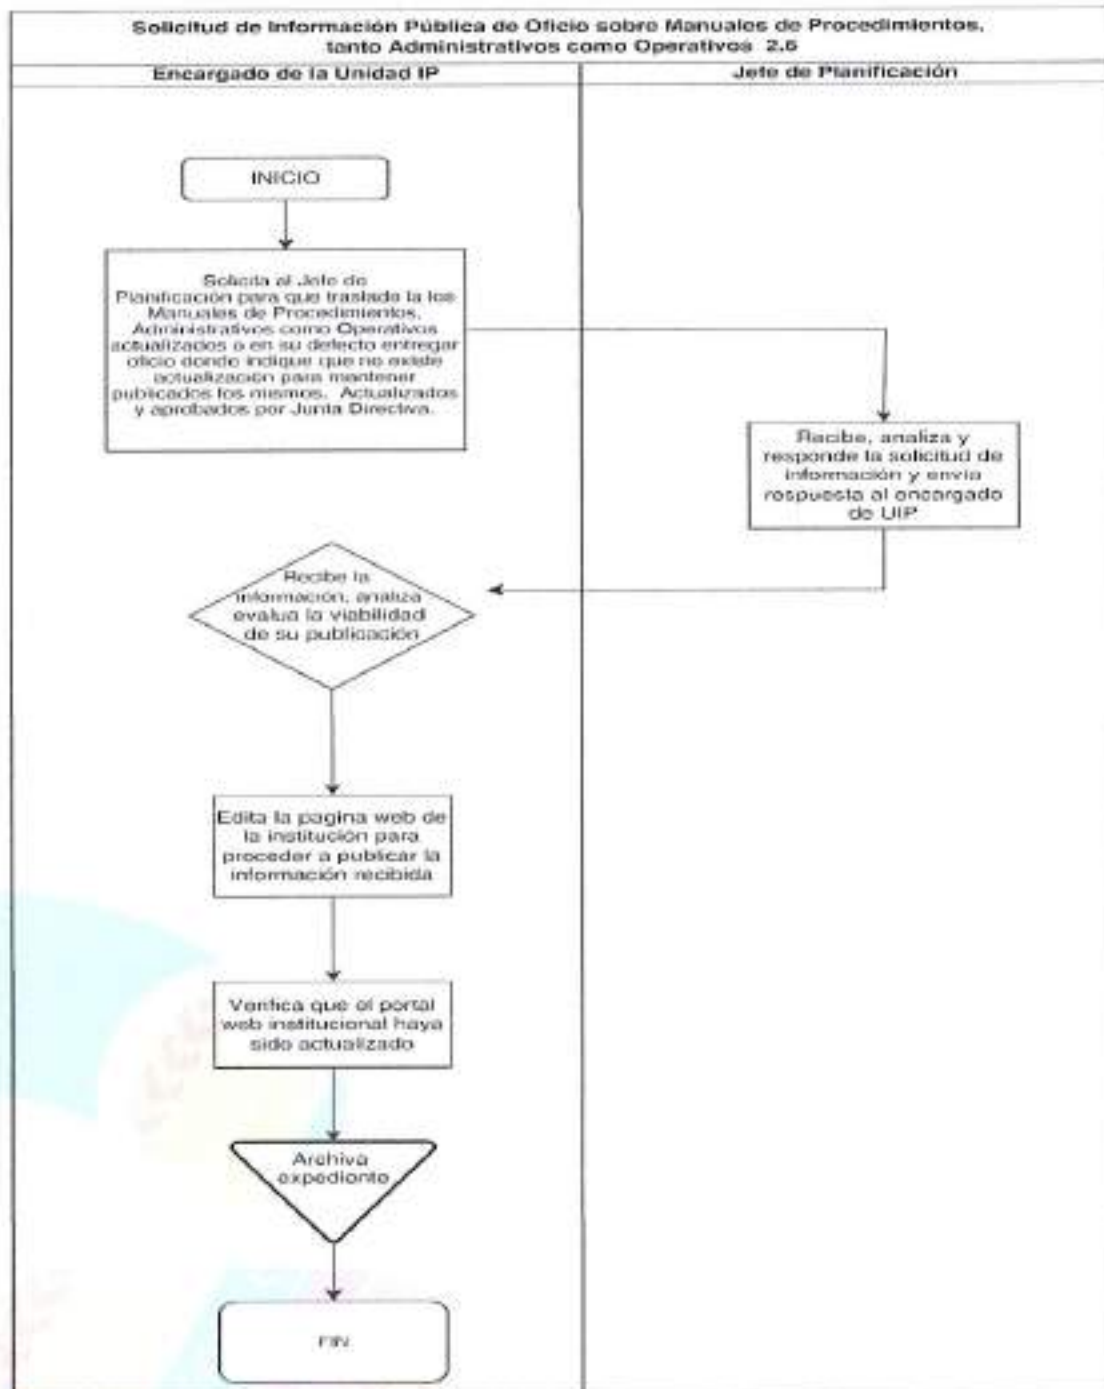 Solicitud de Información Pública de Oficio sobre Manuales de Procedimientos,
tanto Administrativos como Operativos 2.6
Encargado de la Unidad IP
Jefe de Planificación
INICIO
Solicita al Jefe de
Planificación para que traslade la los
Manuales de Procedimientos,
Administrativos como Operativos
actualizados o en su defecto entregar
oficio donde indique que no existe
actualización para mantener
publicados los mismos. Actualizados
y aprobados por Junta Directiva.
Recibe, analiza y
responde la solicitud de
información y envía
respuesta al encargado
de UIP
Recibe la
información, analiza
evalua la viabilidad
de su publicación
Edita la pagina web de
la institución para
proceder a publicar la
información recibida
Verifica que el portal
web institucional haya
sido actualizado
Archiva
expediente
FIN